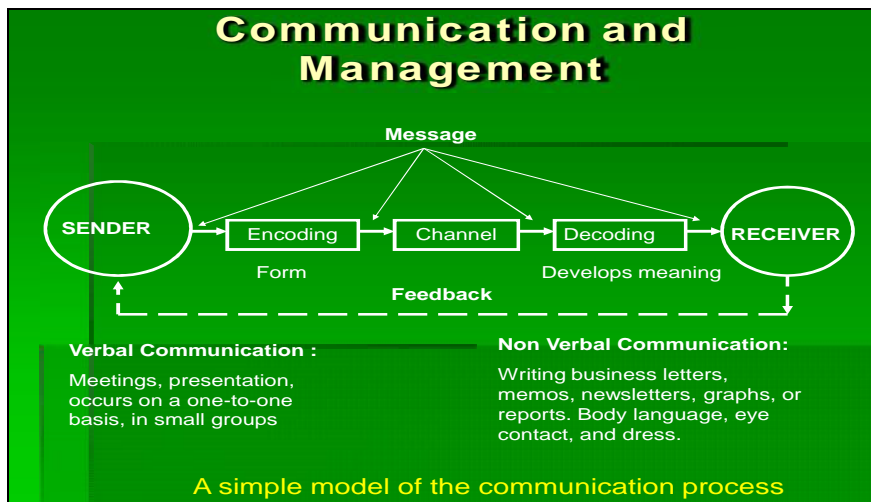 Communication and
Management
Message
SENDER
Encoding
Channel
Decoding
RECEIVER
Form
Develops meaning
Feedback
Verbal Communication :
Meetings, presentation,
occurs on a one-to-one
basis, in small groups
Non Verbal Communication:
Writing business letters,
memos, newsletters, graphs, or
reports. Body language, eye
contact, and dress.
A simple model of the communication process